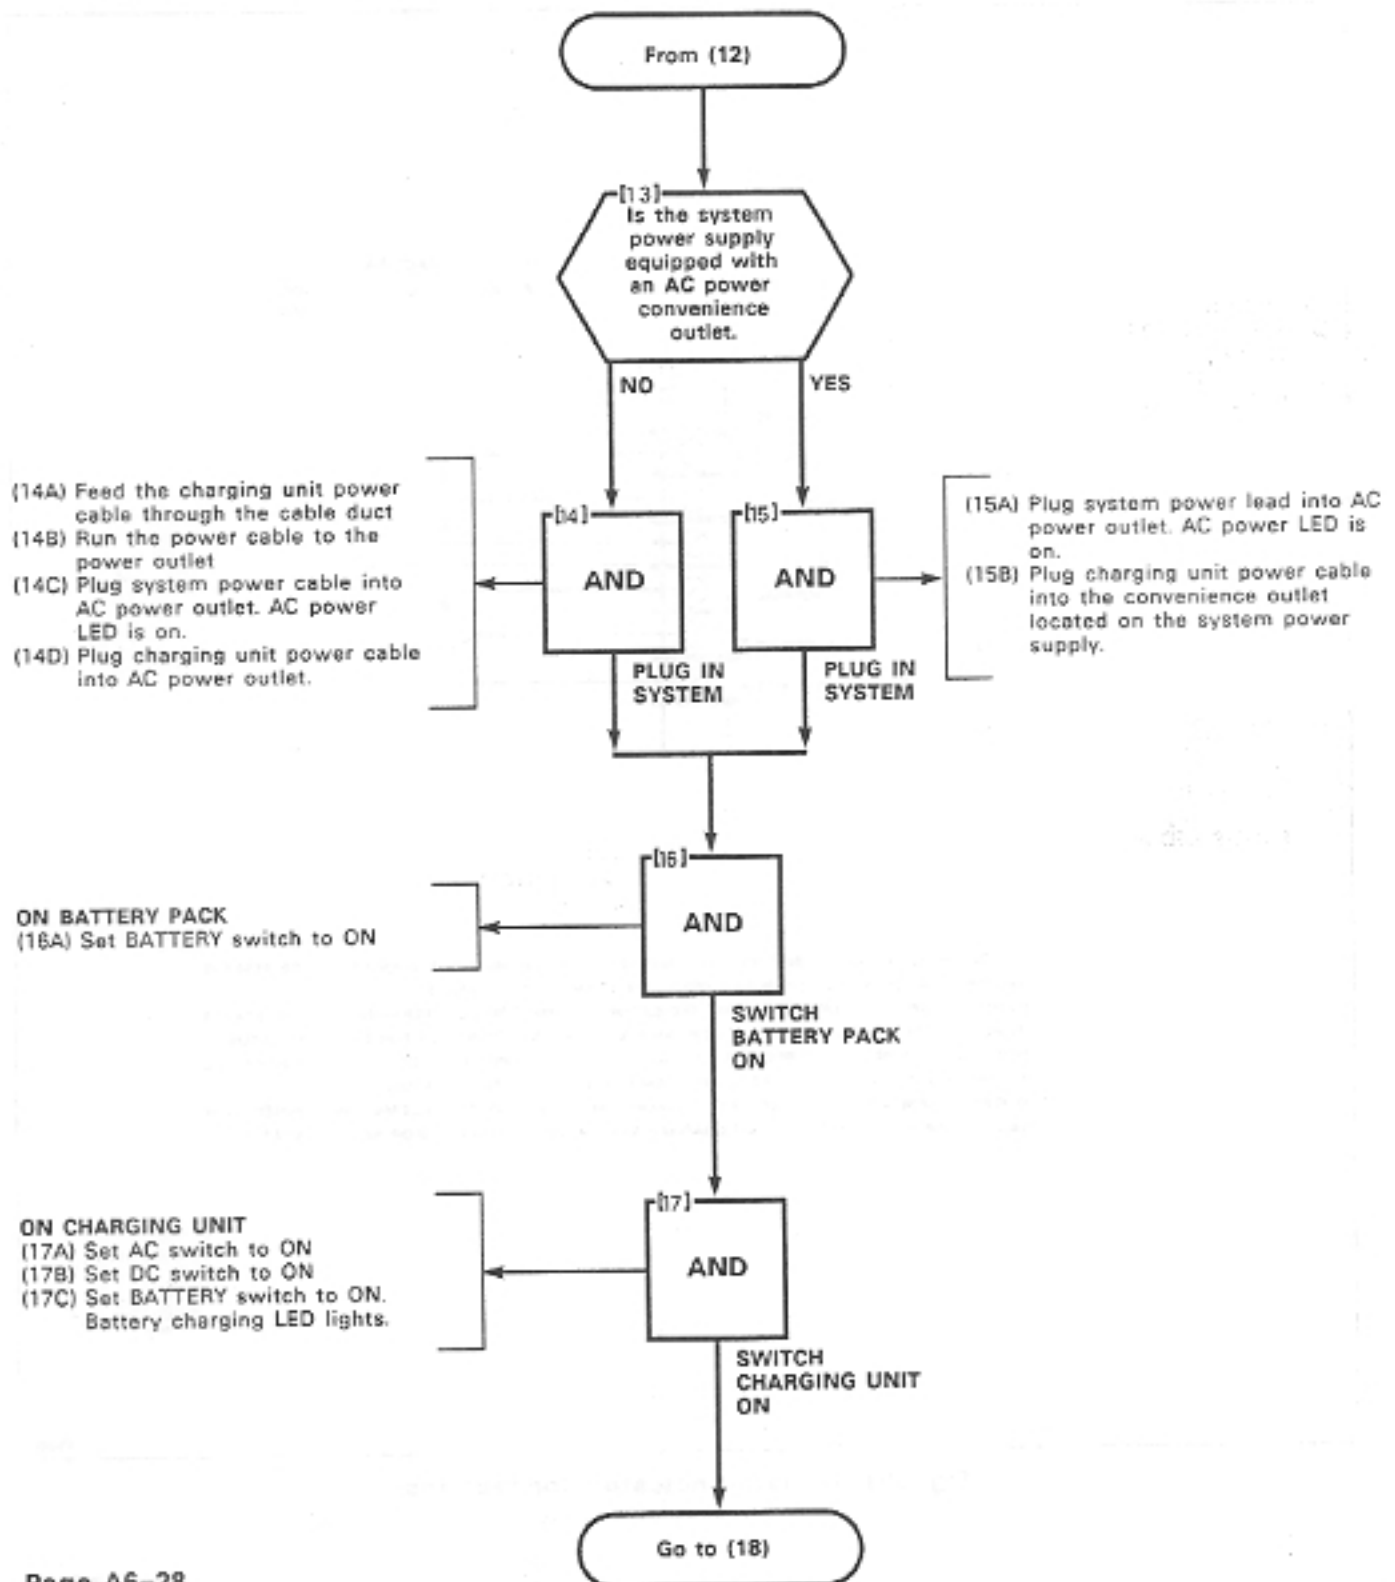 From (12)
[13]
Is the system
power supply
equipped with
an AC power
convenience
outlet.
NO
YES
(14A) Feed the charging unit power
cable through the cable duct
(14B) Run the power cable to the
power outlet
(14C) Plug system power cable into
AC power outlet. AC power
LED is on.
(14D) Plug charging unit power cable
into AC power outlet.
[14]
AND
PLUG IN
SYSTEM
[15]
AND
PLUG IN
SYSTEM
(15A) Plug system power lead into AC
power outlet. AC power LED is
on.
(15B) Plug charging unit power cable
into the convenience outlet
located on the system power
supply.
[16]
AND
ON BATTERY PACK
(16A) Set BATTERY switch to ON
SWITCH
BATTERY PACK
ON
[17]
AND
ON CHARGING UNIT
(17A) Set AC switch to ON
(17B) Set DC switch to ON
(17C) Set BATTERY switch to ON.
Battery charging LED lights.
SWITCH
CHARGING UNIT
ON
Go to (18)
Page A6-28